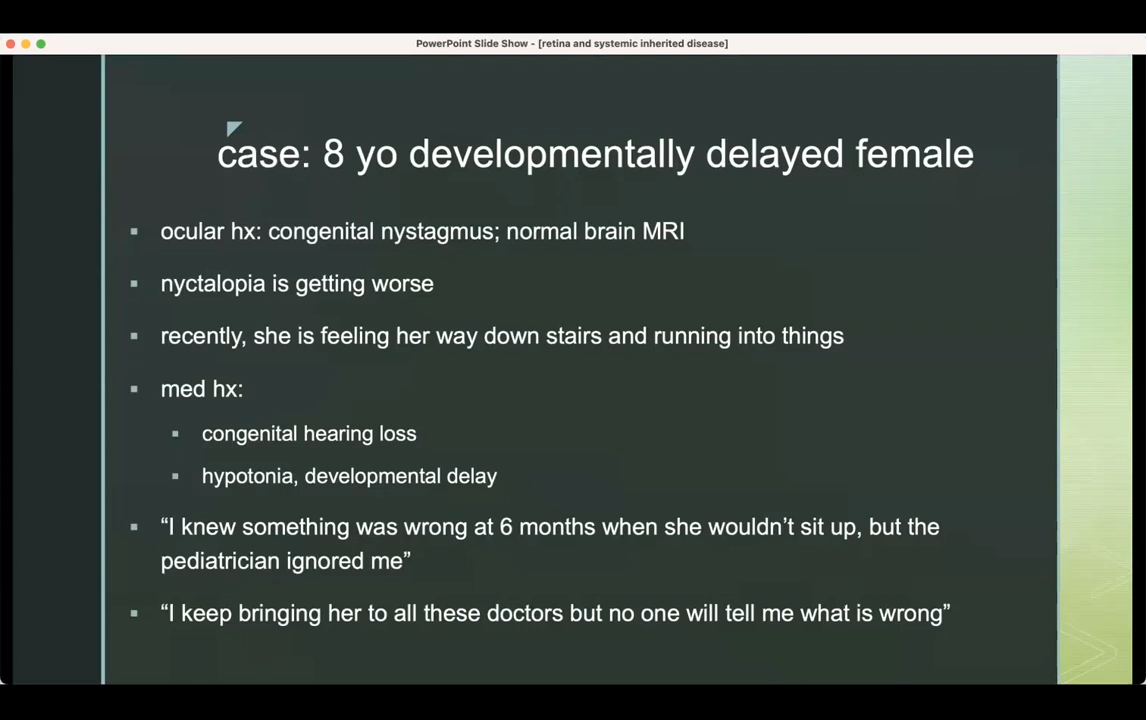 PowerPoint Slide Show - [retina and systemic inherited disease]
case: 8 yo developmentally delayed female
ocular hx: congenital nystagmus; normal brain MRI
nyctalopia is getting worse
recently, she is feeling her way down stairs and running into things
med hx:
congenital hearing loss
hypotonia, developmental delay
“I knew something was wrong at 6 months when she wouldn’t sit up, but the
pediatrician ignored me”
“I keep bringing her to all these doctors but no one will tell me what is wrong”